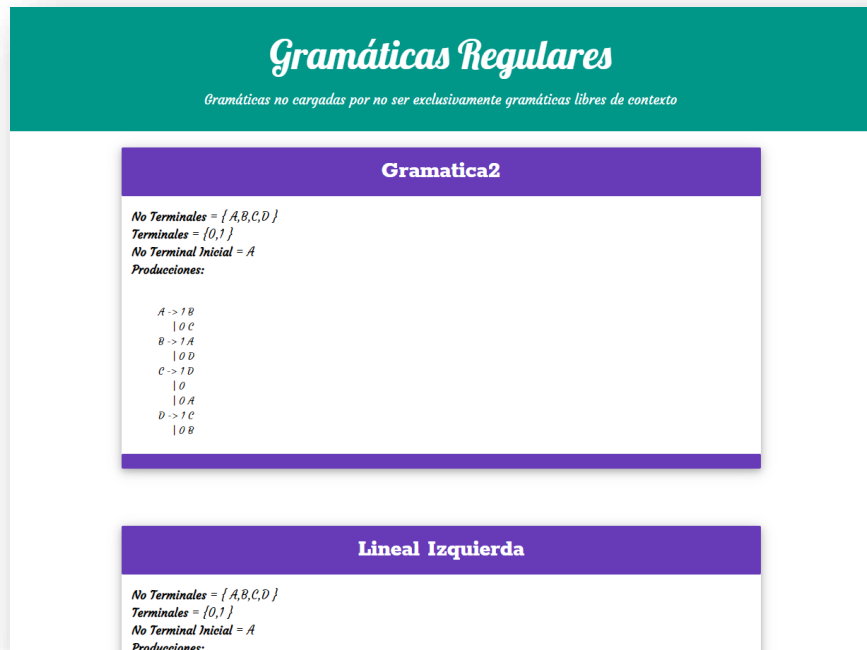 Gramáticas Regulares
Gramáticas no cargadas por no ser exclusivamente gramáticas libres de contexto
Gramatica2
No Terminales = { A,B,C,D }
Terminales = {0,1 }
No Terminal Inicial = A
Producciones:
A -> 1 B
| 0 C
B -> 1 A
| 0 D
C -> 1 D
| 0
| 0 A
D -> 1 C
| 0 B
Lineal Izquierda
No Terminales = { A,B,C,D }
Terminales = {0,1 }
No Terminal Inicial = A
Producciones: